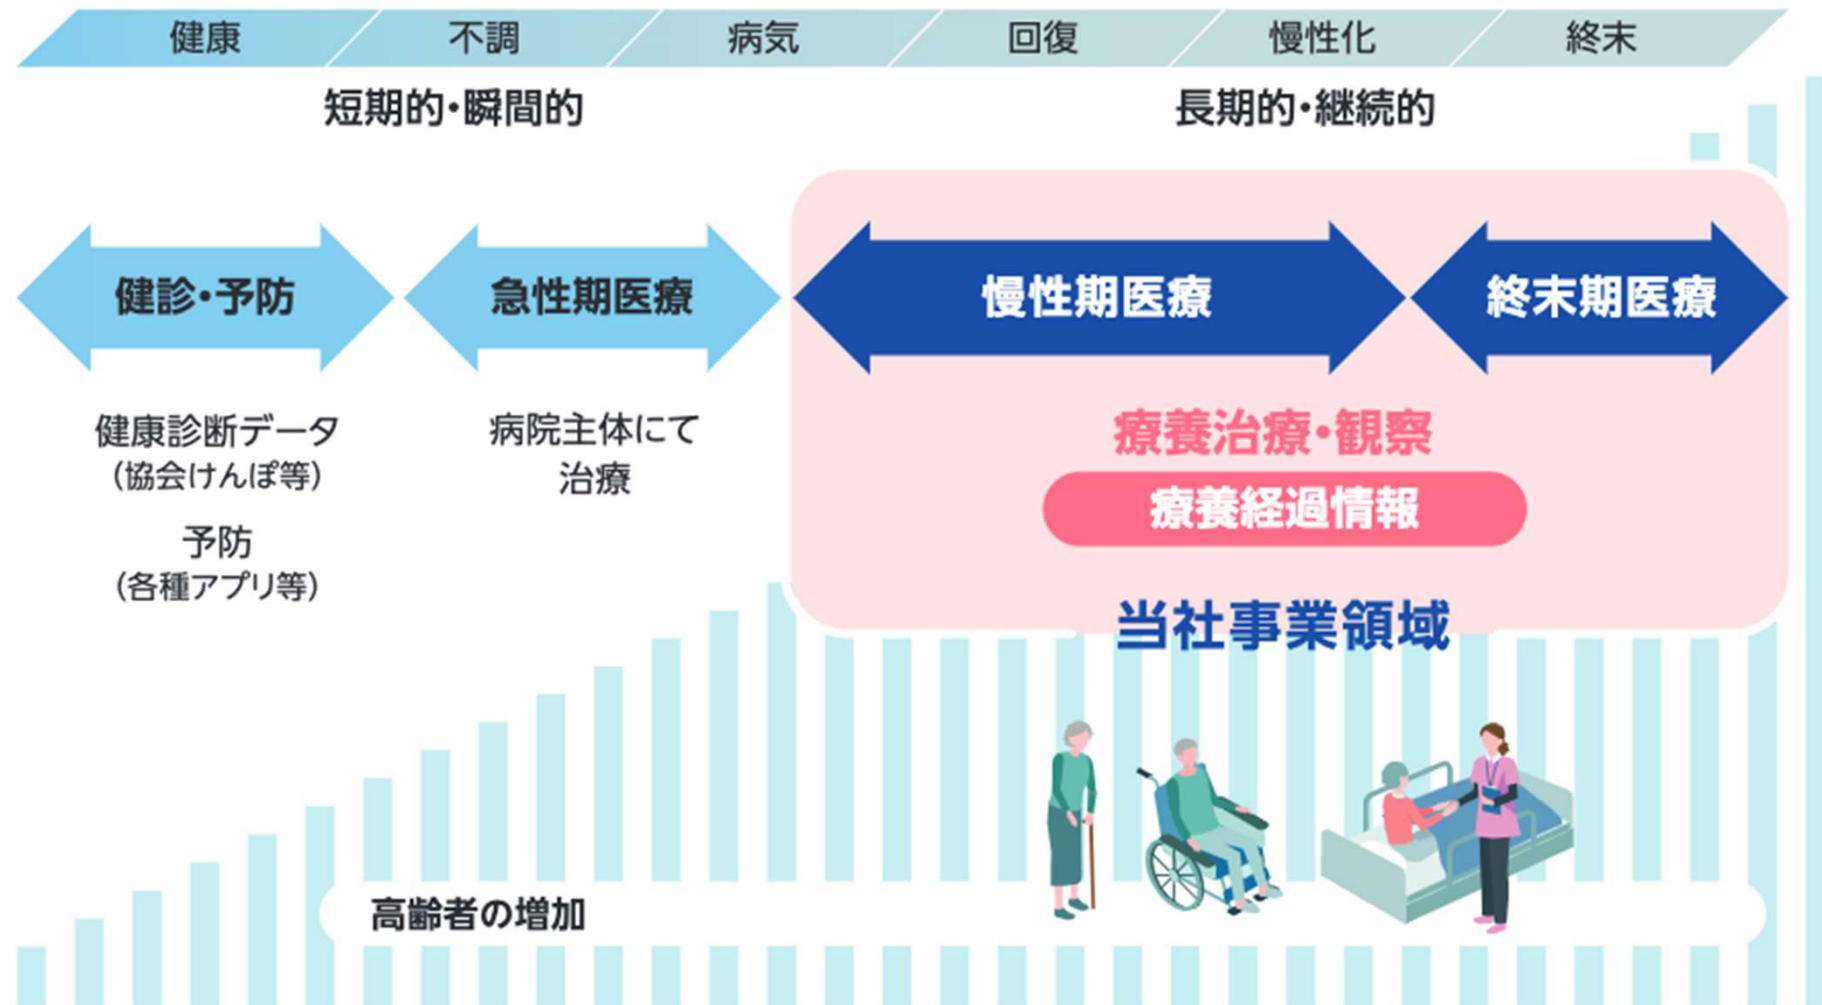 健康 不調 病気 回復 慢性化 終末
短期的・瞬間的 長期的・継続的
健診・予防 急性期医療 慢性期医療 終末期医療
健康診断データ
（協会けんぽ等）
予防
（各種アプリ等）
病院主体にて
治療
療養治療・観察
療養経過情報
当社事業領域
高齢者の増加